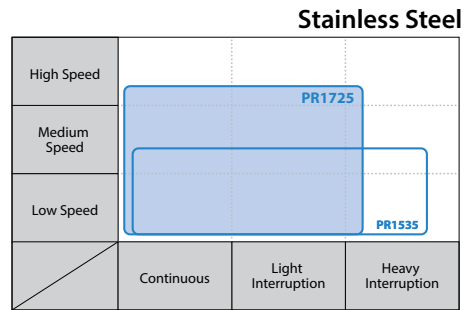 Stainless Steel
High Speed
PR1725
Medium
Speed
Low Speed
PR1535
Continuous
Light
Interruption
Heavy
Interruption